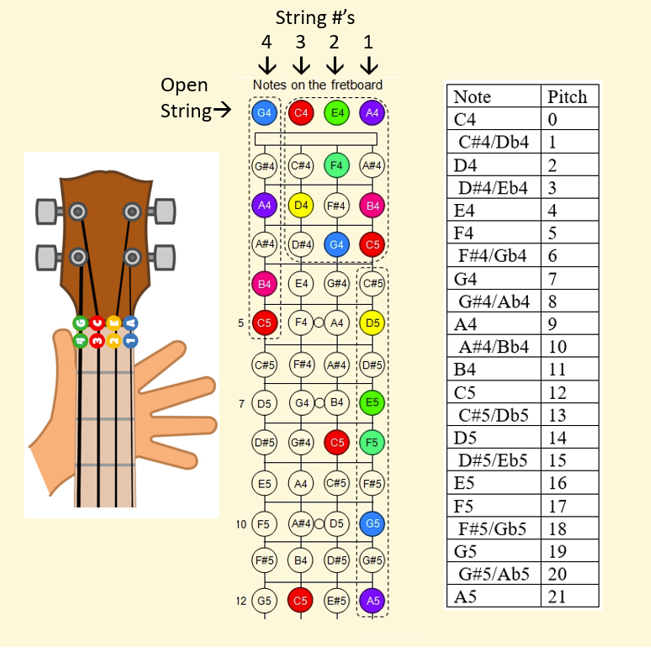 String #'s
4 3 2 1
Notes on the fretboard
Open
String→
G4 C4 E4 A4
G#4 C#4 F4 A#4
A4 D4 F#4 B4
A#4 D#4 G4 C5
B4 E4 G#4 C#5
5 C5 F4 A4 D5
C#5 F#4 A#4 D#5
7 D5 G4 B4 E5
D#5 G#4 C5 F5
E5 A4 C#5 F#5
10 F5 A#4 D5 G5
F#5 B4 D#5 G#5
12 G5 C5 E#5 A5
G C E A
4 3 2 1
Note Pitch
C4 0
C#4/Db4 1
D4 2
D#4/Eb4 3
E4 4
F4 5
F#4/Gb4 6
G4 7
G#4/Ab4 8
A4 9
A#4/Bb4 10
B4 11
C5 12
C#5/Db5 13
D5 14
D#5/Eb5 15
E5 16
F5 17
F#5/Gb5 18
G5 19
G#5/Ab5 20
A5 21